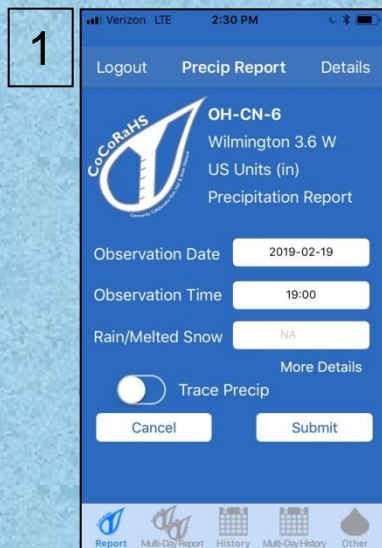 1
Verizon LTE 2:30 PM
Logout Precip Report Details
CoCoRaHS
OH-CN-6
Wilmington 3.6 W
US Units (in)
Precipitation Report
Observation Date 2019-02-19
Observation Time 19:00
Rain/Melted Snow NA
More Details
Trace Precip
Cancel Submit
Report Multi-Day Report History Multi-Day History Other